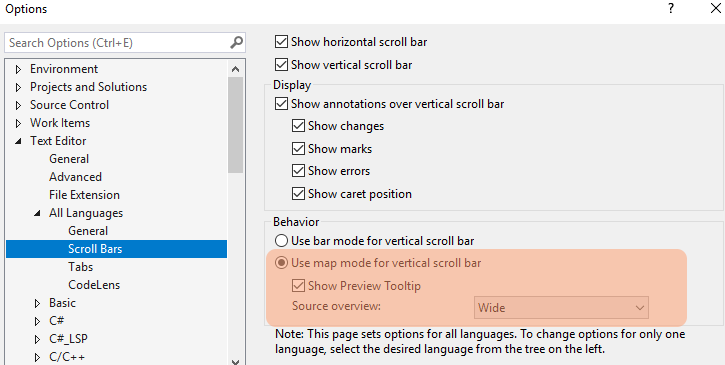 Options
?
Search Options (Ctrl+E)
Environment
Projects and Solutions
Source Control
Work Items
Text Editor
General
Advanced
File Extension
All Languages
General
Scroll Bars
Tabs
CodeLens
Basic
C#
C#_LSP
C/C++
Show horizontal scroll bar
Show vertical scroll bar
Display
Show annotations over vertical scroll bar
Show changes
Show marks
Show errors
Show caret position
Behavior
Use bar mode for vertical scroll bar
Use map mode for vertical scroll bar
Show Preview Tooltip
Source overview: Wide
Note: This page sets options for all languages. To change options for only one
language, select the desired language from the tree on the left.